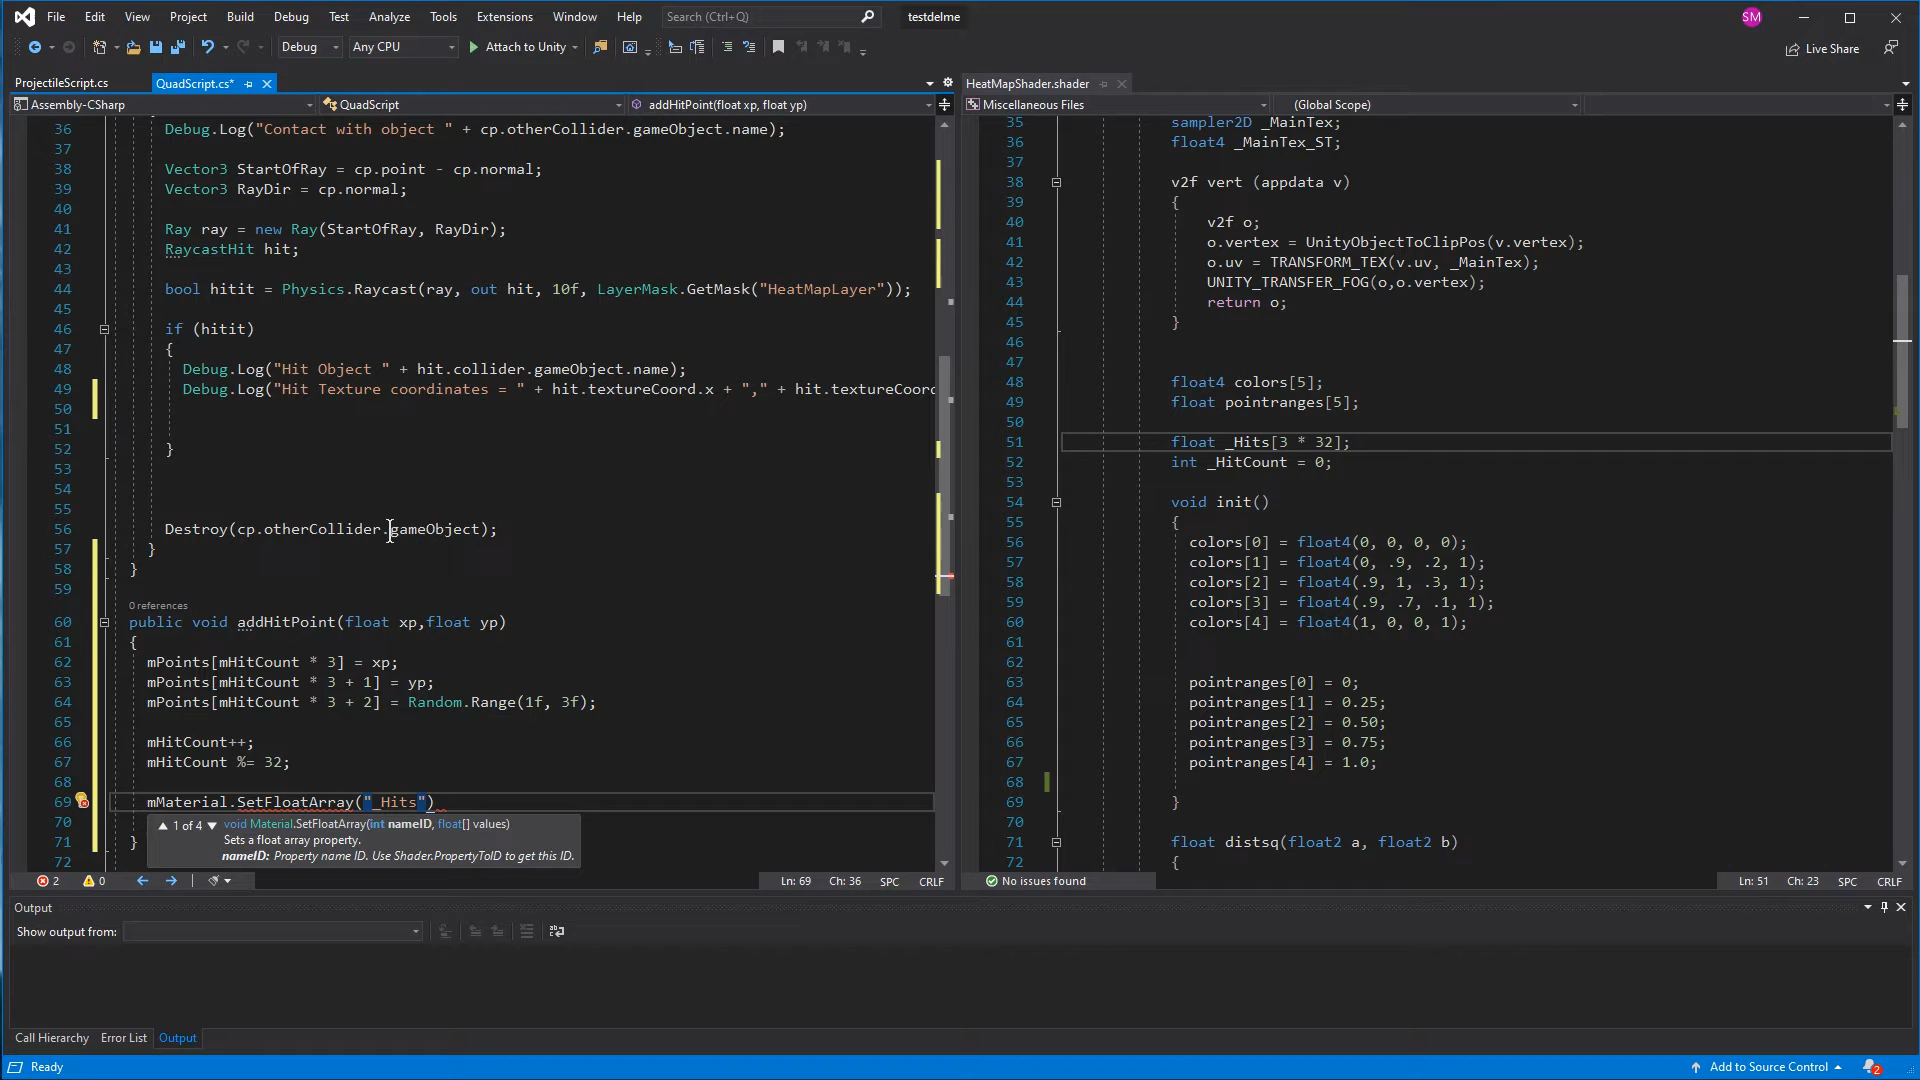 File Edit View Project Build Debug Test Analyze Tools Extensions Window Help Search (Ctrl+Q) testdelme SM
Debug Any CPU Attach to Unity Live Share
ProjectileScript.cs QuadScript.cs*
Assembly-CSharp QuadScript addHitPoint(float xp, float yp)
36 Debug.Log("Contact with object " + cp.otherCollider.gameObject.name);
37
38 Vector3 StartOfRay = cp.point - cp.normal;
39 Vector3 RayDir = cp.normal;
40
41 Ray ray = new Ray(StartOfRay, RayDir);
42 RaycastHit hit;
43
44 bool hitit = Physics.Raycast(ray, out hit, 10f, LayerMask.GetMask("HeatMapLayer"));
45
46 if (hitit)
47 {
48 Debug.Log("Hit Object " + hit.collider.gameObject.name);
49 Debug.Log("Hit Texture coordinates = " + hit.textureCoord.x + "," + hit.textureCoord
50
51
52 }
53
54
55
56 Destroy(cp.otherCollider.gameObject);
57 }
58 }
59
0 references
60 public void addHitPoint(float xp,float yp)
61 {
62 mPoints[mHitCount * 3] = xp;
63 mPoints[mHitCount * 3 + 1] = yp;
64 mPoints[mHitCount * 3 + 2] = Random.Range(1f, 3f);
65
66 mHitCount++;
67 mHitCount %= 32;
68
69 mMaterial.SetFloatArray("_Hits")
70
1 of 4 void Material.SetFloatArray(int nameID, float[] values)
Sets a float array property.
71 }
nameID: Property name ID. Use Shader.PropertyToID to get this ID.
72
2 0 Ln: 69 Ch: 36 SPC CRLF
HeatMapShader.shader
Miscellaneous Files (Global Scope)
35 sampler2D _MainTex;
36 float4 _MainTex_ST;
37
38 v2f vert (appdata v)
39 {
40 v2f o;
41 o.vertex = UnityObjectToClipPos(v.vertex);
42 o.uv = TRANSFORM_TEX(v.uv, _MainTex);
43 UNITY_TRANSFER_FOG(o,o.vertex);
44 return o;
45 }
46
47
48 float4 colors[5];
49 float pointranges[5];
50
51 float _Hits[3 * 32];
52 int _HitCount = 0;
53
54 void init()
55 {
56 colors[0] = float4(0, 0, 0, 0);
57 colors[1] = float4(0, .9, .2, 1);
58 colors[2] = float4(.9, 1, .3, 1);
59 colors[3] = float4(.9, .7, .1, 1);
60 colors[4] = float4(1, 0, 0, 1);
61
62
63 pointranges[0] = 0;
64 pointranges[1] = 0.25;
65 pointranges[2] = 0.50;
66 pointranges[3] = 0.75;
67 pointranges[4] = 1.0;
68
69 }
70
71 float distsq(float2 a, float2 b)
72 {
No issues found Ln: 51 Ch: 23 SPC CRLF
Output
Show output from:
Call Hierarchy Error List Output
Ready Add to Source Control 2